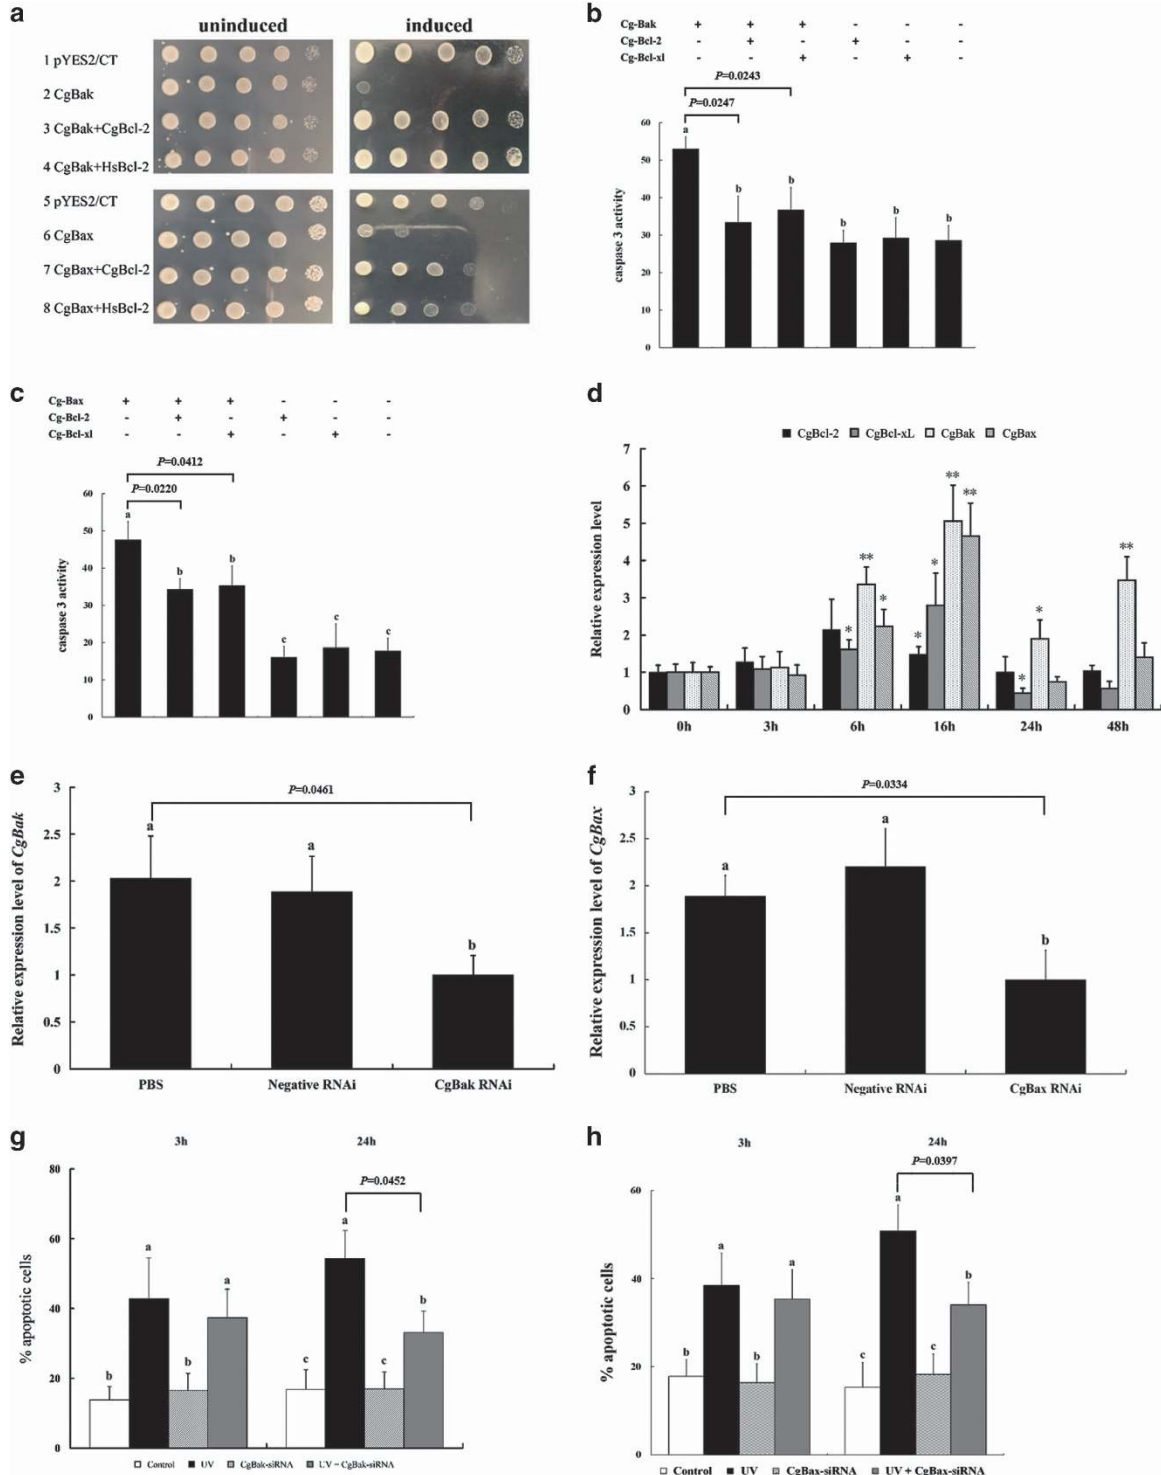 a
uninduced induced
1 pYES2/CT
2 CgBak
3 CgBak+CgBcl-2
4 CgBak+HsBcl-2
5 pYES2/CT
6 CgBax
7 CgBax+CgBcl-2
8 CgBax+HsBcl-2
b
Cg-Bak + + + - - -
Cg-Bcl-2 - + - + - -
Cg-Bcl-xl - - + - + -
P=0.0243
P=0.0247
caspase 3 activity
60
50
40
30
20
10
0
a b b b b b
c
Cg-Bax + + + - - -
Cg-Bcl-2 - + - + - -
Cg-Bcl-xl - - + - + -
P=0.0412
P=0.0220
caspase 3 activity
60
50
40
30
20
10
0
a b b c c c
d
CgBcl-2 CgBcl-xL CgBak CgBax
Relative expression level
7
6
5
4
3
2
1
0
* ** * * * ** ** * * **
0h 3h 6h 16h 24h 48h
e
P=0.0461
Relative expression level of CgBak
3
2.5
2
1.5
1
0.5
0
a a b
PBS Negative RNAi CgBak RNAi
f
P=0.0334
Relative expression level of CgBax
3
2.5
2
1.5
1
0.5
0
a a b
PBS Negative RNAi CgBax RNAi
g
3h 24h
P=0.0452
% apoptotic cells
80
60
40
20
0
b a b a c a c b
Control UV CgBak-siRNA UV + CgBak-siRNA
h
3h 24h
P=0.0397
% apoptotic cells
60
40
20
0
b a b a c a c b
Control UV CgBax-siRNA UV + CgBax-siRNA